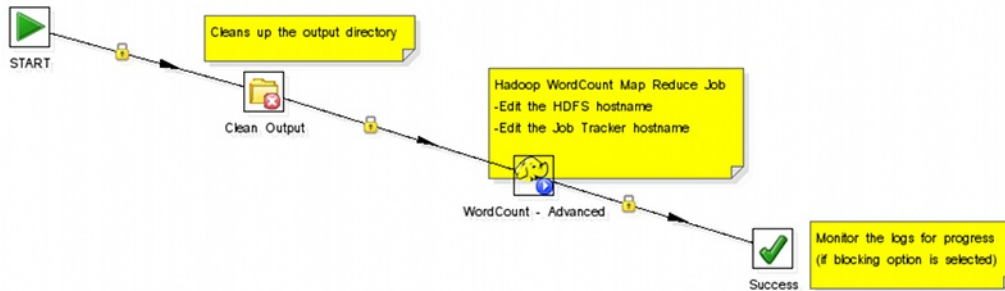 START
Cleans up the output directory
Clean Output
Hadoop WordCount Map Reduce Job
-Edit the HDFS hostname
-Edit the Job Tracker hostname
WordCount - Advanced
Success
Monitor the logs for progress
(if blocking option is selected)